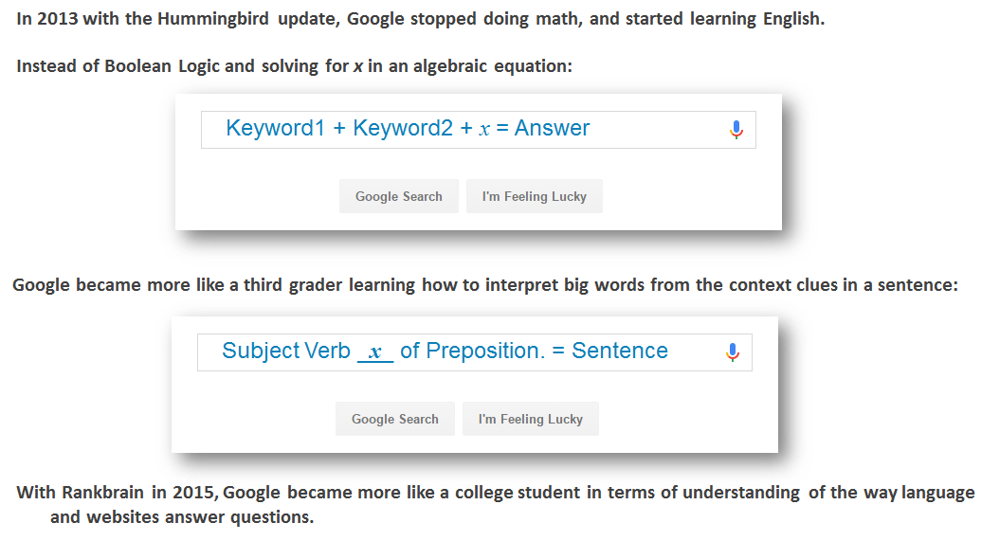 In 2013 with the Hummingbird update, Google stopped doing math, and started learning English.
Instead of Boolean Logic and solving for x in an algebraic equation:
Keyword1 + Keyword2 + x = Answer
Google Search I'm Feeling Lucky
Google became more like a third grader learning how to interpret big words from the context clues in a sentence:
Subject Verb _x_ of Preposition. = Sentence
Google Search I'm Feeling Lucky
With Rankbrain in 2015, Google became more like a college student in terms of understanding of the way language
and websites answer questions.